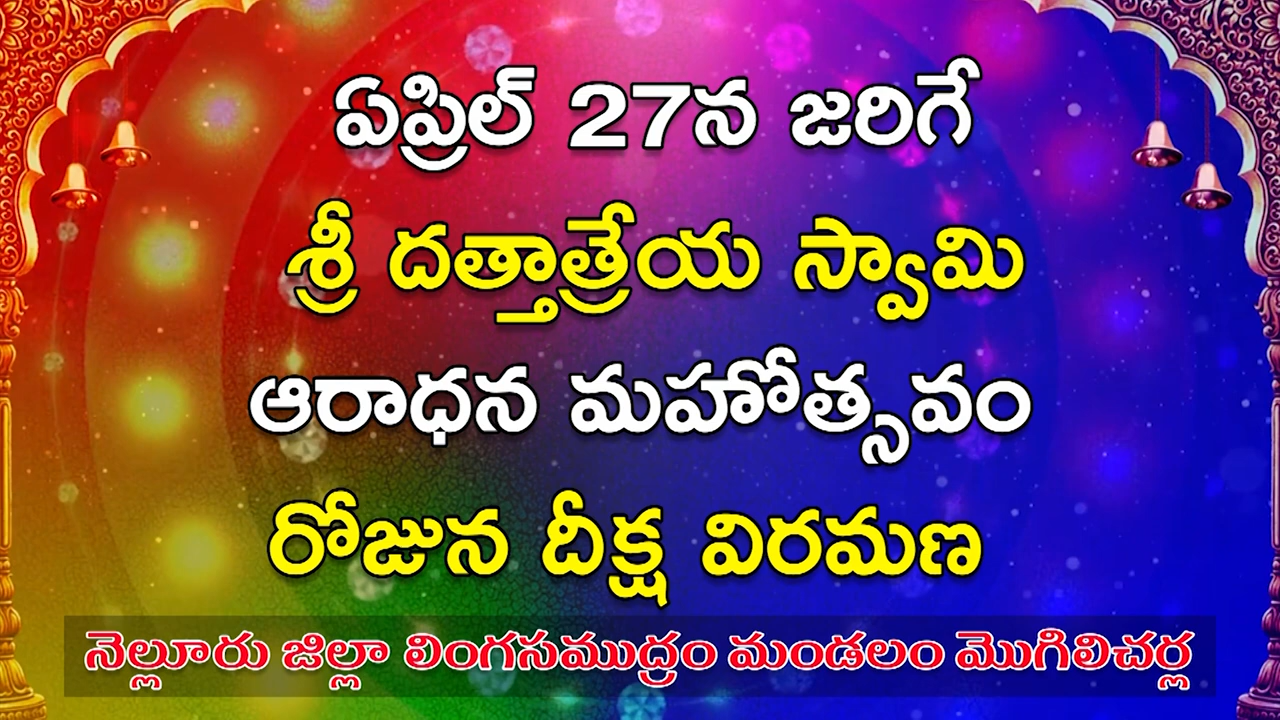 ఏప్రిల్ 27న జరిగే
శ్రీ దత్తాత్రేయ స్వామి
ఆరాధన మహోత్సవం
రోజున దీక్ష విరమణ
నెల్లూరు జిల్లా లింగసముద్రం మండలం మొగిలిచర్ల